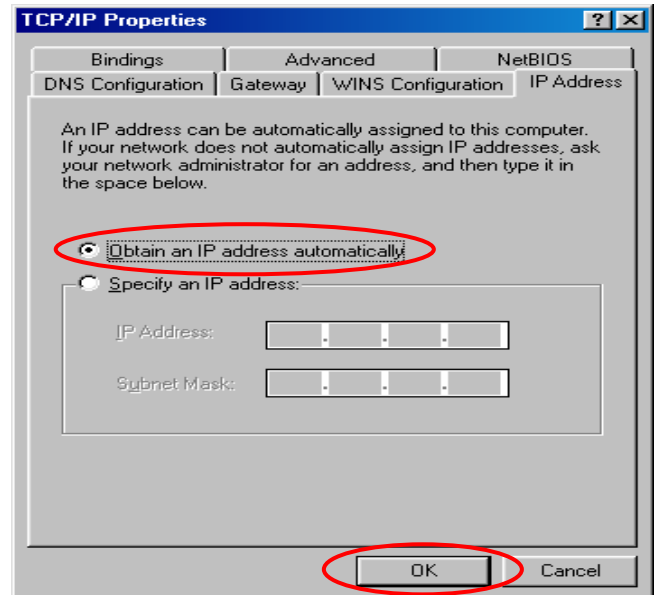 TCP/IP Properties
Bindings Advanced NetBIOS
DNS Configuration Gateway WINS Configuration IP Address
An IP address can be automatically assigned to this computer.
If your network does not automatically assign IP addresses, ask
your network administrator for an address, and then type it in
the space below.
Obtain an IP address automatically
Specify an IP address:
IP Address:
. . .
Subnet Mask:
. . .
OK Cancel